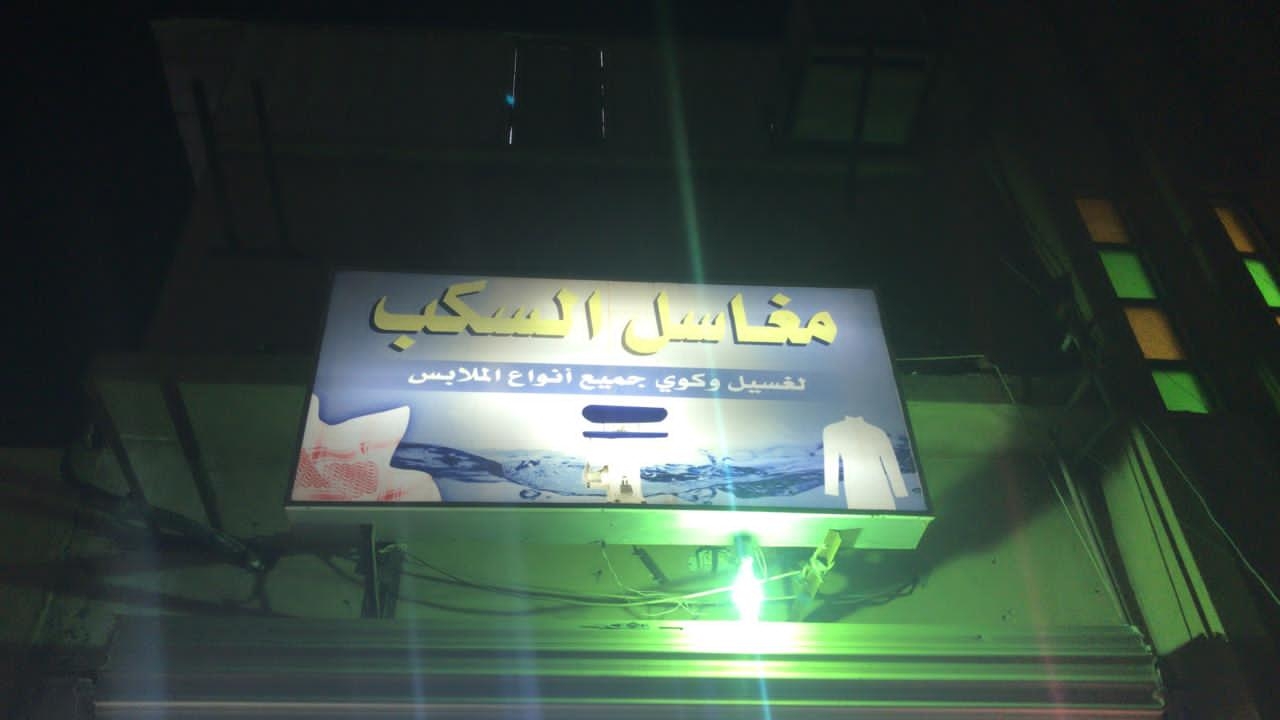 مغاسل السكب
لغسيل وكوي جميع أنواع الملابس